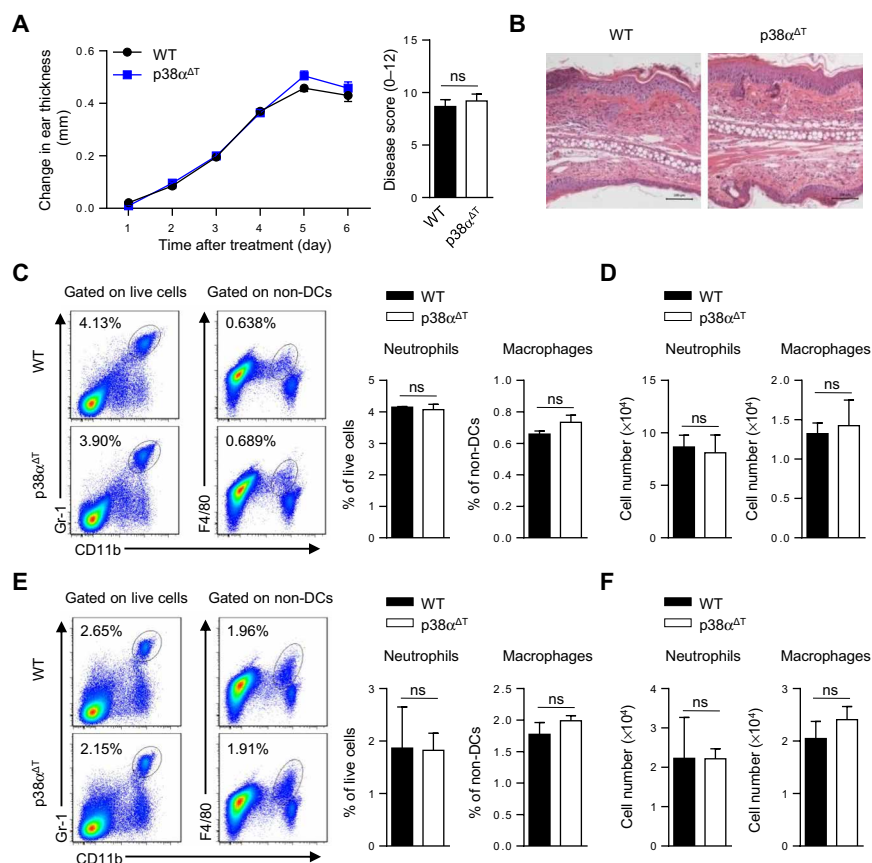 A
Change in ear thickness
(mm)
0.6
0.4
0.2
0.0
WT
p38α^ΔT
1 2 3 4 5 6
Time after treatment (day)
Disease score (0–12)
15
10
5
0
ns
WT
p38α^ΔT
B
WT
p38α^ΔT
C
Gated on live cells
Gated on non-DCs
WT
4.13%
0.638%
p38α^ΔT
3.90%
0.689%
Gr-1
F4/80
CD11b
WT
p38α^ΔT
Neutrophils
% of live cells
5
4
3
2
1
0
ns
Macrophages
% of non-DCs
1.0
0.8
0.6
0.4
0.2
0.0
ns
D
WT
p38α^ΔT
Neutrophils
Cell number (×10⁴)
15
10
5
0
ns
Macrophages
Cell number (×10⁴)
2.0
1.5
1.0
0.5
0.0
ns
E
Gated on live cells
Gated on non-DCs
WT
2.65%
1.96%
p38α^ΔT
2.15%
1.91%
Gr-1
F4/80
CD11b
WT
p38α^ΔT
Neutrophils
% of live cells
3
2
1
0
ns
Macrophages
% of non-DCs
2.5
2.0
1.5
1.0
0.5
0.0
ns
F
WT
p38α^ΔT
Neutrophils
Cell number (×10⁴)
4
3
2
1
0
ns
Macrophages
Cell number (×10⁴)
3
2
1
0
ns